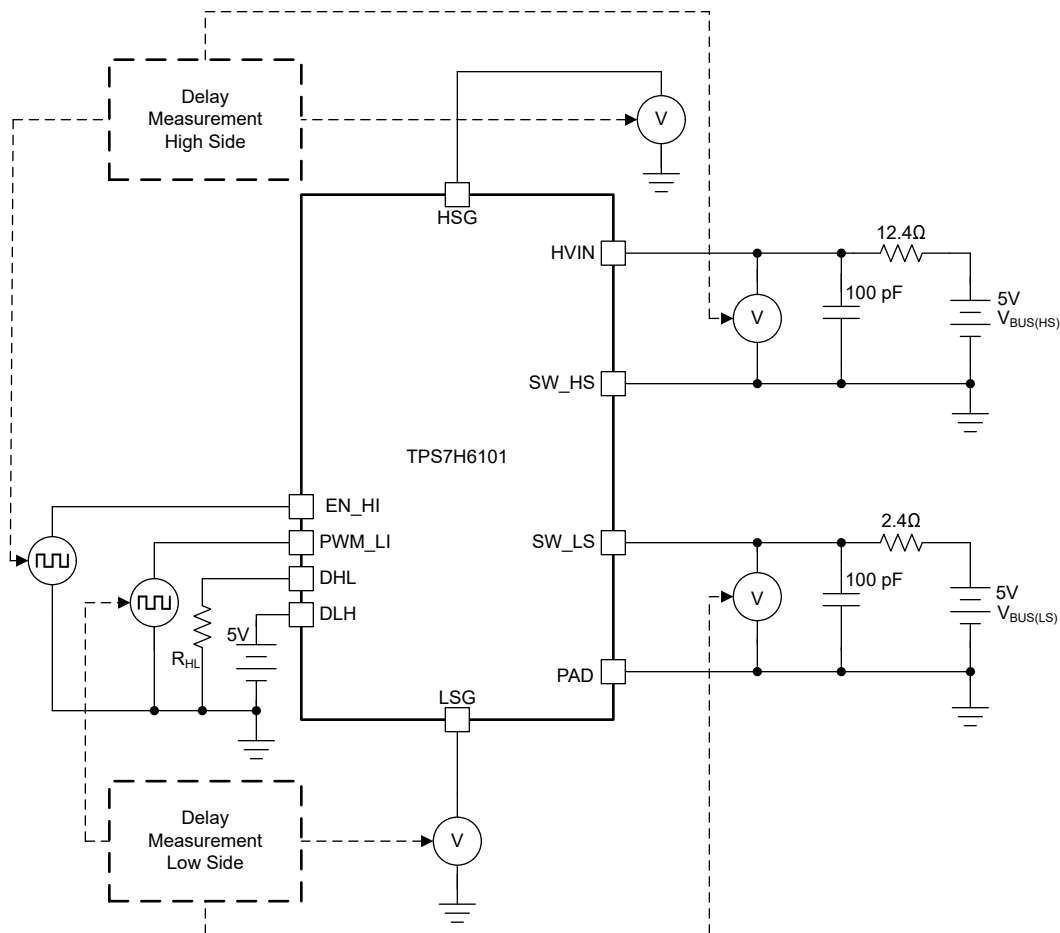 Delay
Measurement
High Side
V
HSG
HVIN
12.4Ω
100 pF
5V
V
VBUS(HS)
SW_HS
TPS7H6101
EN_HI
PWM_LI
SW_LS
2.4Ω
DHL
100 pF
DLH
5V
V
5V
VBUS(LS)
RHL
PAD
LSG
Delay
Measurement
Low Side
V